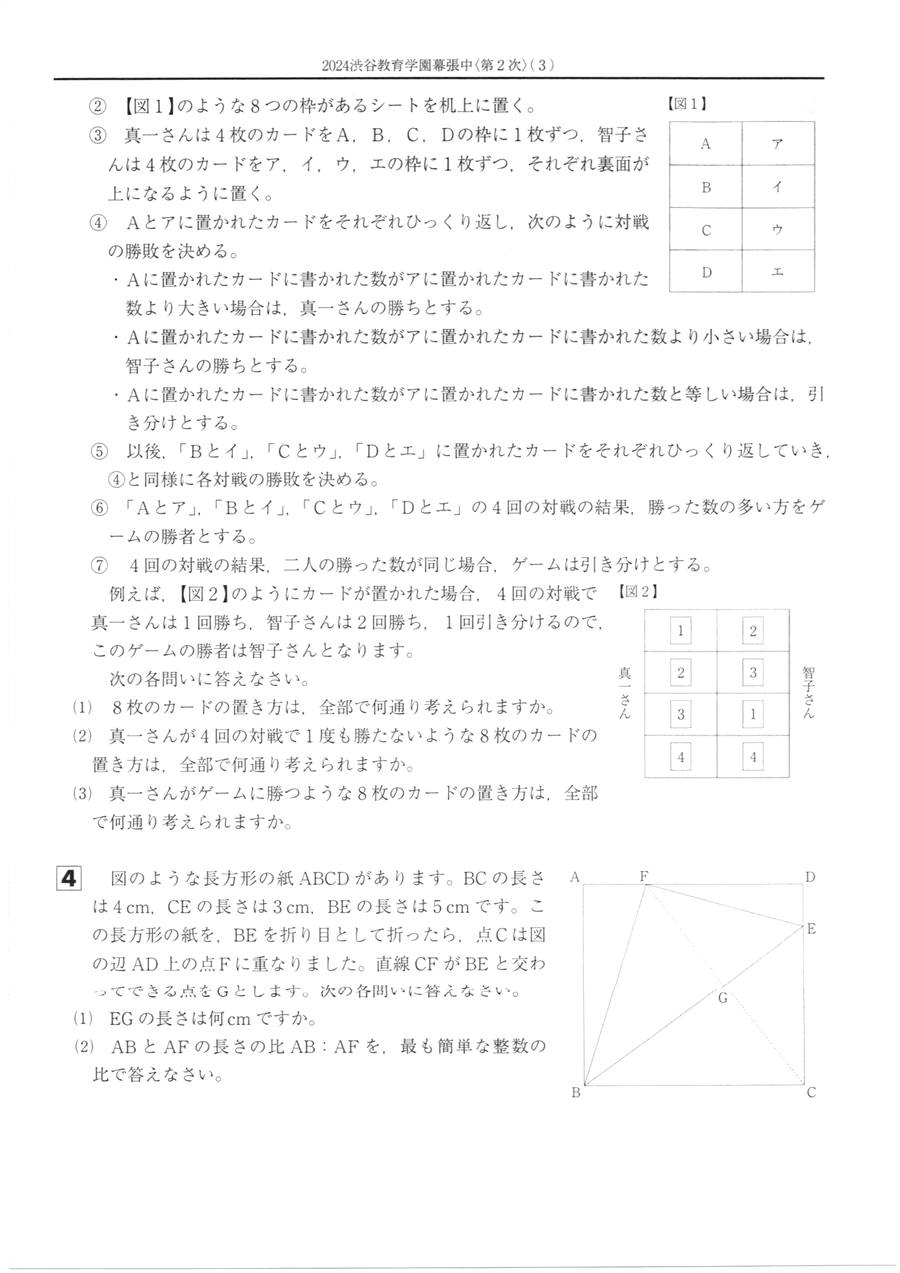 2024渋谷教育学園幕張中〈第2次〉(3)
② 【図1】のような8つの枠があるシートを机上に置く。
③ 真一さんは4枚のカードをA，B，C，Dの枠に1枚ずつ，智子さ
んは4枚のカードをア，イ，ウ，エの枠に1枚ずつ，それぞれ裏面が
上になるように置く。
④ Aとアに置かれたカードをそれぞれひっくり返し，次のように対戦
の勝敗を決める。
・Aに置かれたカードに書かれた数がアに置かれたカードに書かれた
数より大きい場合は，真一さんの勝ちとする。
【図1】
A ア
B イ
C ウ
D エ
・Aに置かれたカードに書かれた数がアに置かれたカードに書かれた数より小さい場合は，
智子さんの勝ちとする。
・Aに置かれたカードに書かれた数がアに置かれたカードに書かれた数と等しい場合は，引
き分けとする。
⑤ 以後，「Bとイ」，「Cとウ」，「Dとエ」に置かれたカードをそれぞれひっくり返していき，
④と同様に各対戦の勝敗を決める。
⑥ 「Aとア」，「Bとイ」，「Cとウ」，「Dとエ」の4回の対戦の結果，勝った数の多い方をゲ
ームの勝者とする。
⑦ 4回の対戦の結果，二人の勝った数が同じ場合，ゲームは引き分けとする。
例えば，【図2】のようにカードが置かれた場合，4回の対戦で
真一さんは1回勝ち，智子さんは2回勝ち，1回引き分けるので，
このゲームの勝者は智子さんとなります。
次の各問いに答えなさい。
(1) 8枚のカードの置き方は，全部で何通り考えられますか。
(2) 真一さんが4回の対戦で1度も勝たないような8枚のカードの
置き方は，全部で何通り考えられますか。
(3) 真一さんがゲームに勝つような8枚のカードの置き方は，全部
で何通り考えられますか。
【図2】
真一さん
1 2
2 3
3 1
4 4
智子さん
4 図のような長方形の紙ABCDがあります。BCの長さ
は4cm，CEの長さは3cm，BEの長さは5cmです。こ
の長方形の紙を，BEを折り目として折ったら，点Cは図
の辺AD上の点Fに重なりました。直線CFがBEと交わ
ってできる点をGとします。次の各問いに答えなさい。
(1) EGの長さは何cmですか。
(2) ABとAFの長さの比AB：AFを，最も簡単な整数の
比で答えなさい。
A F D
E
G
B C